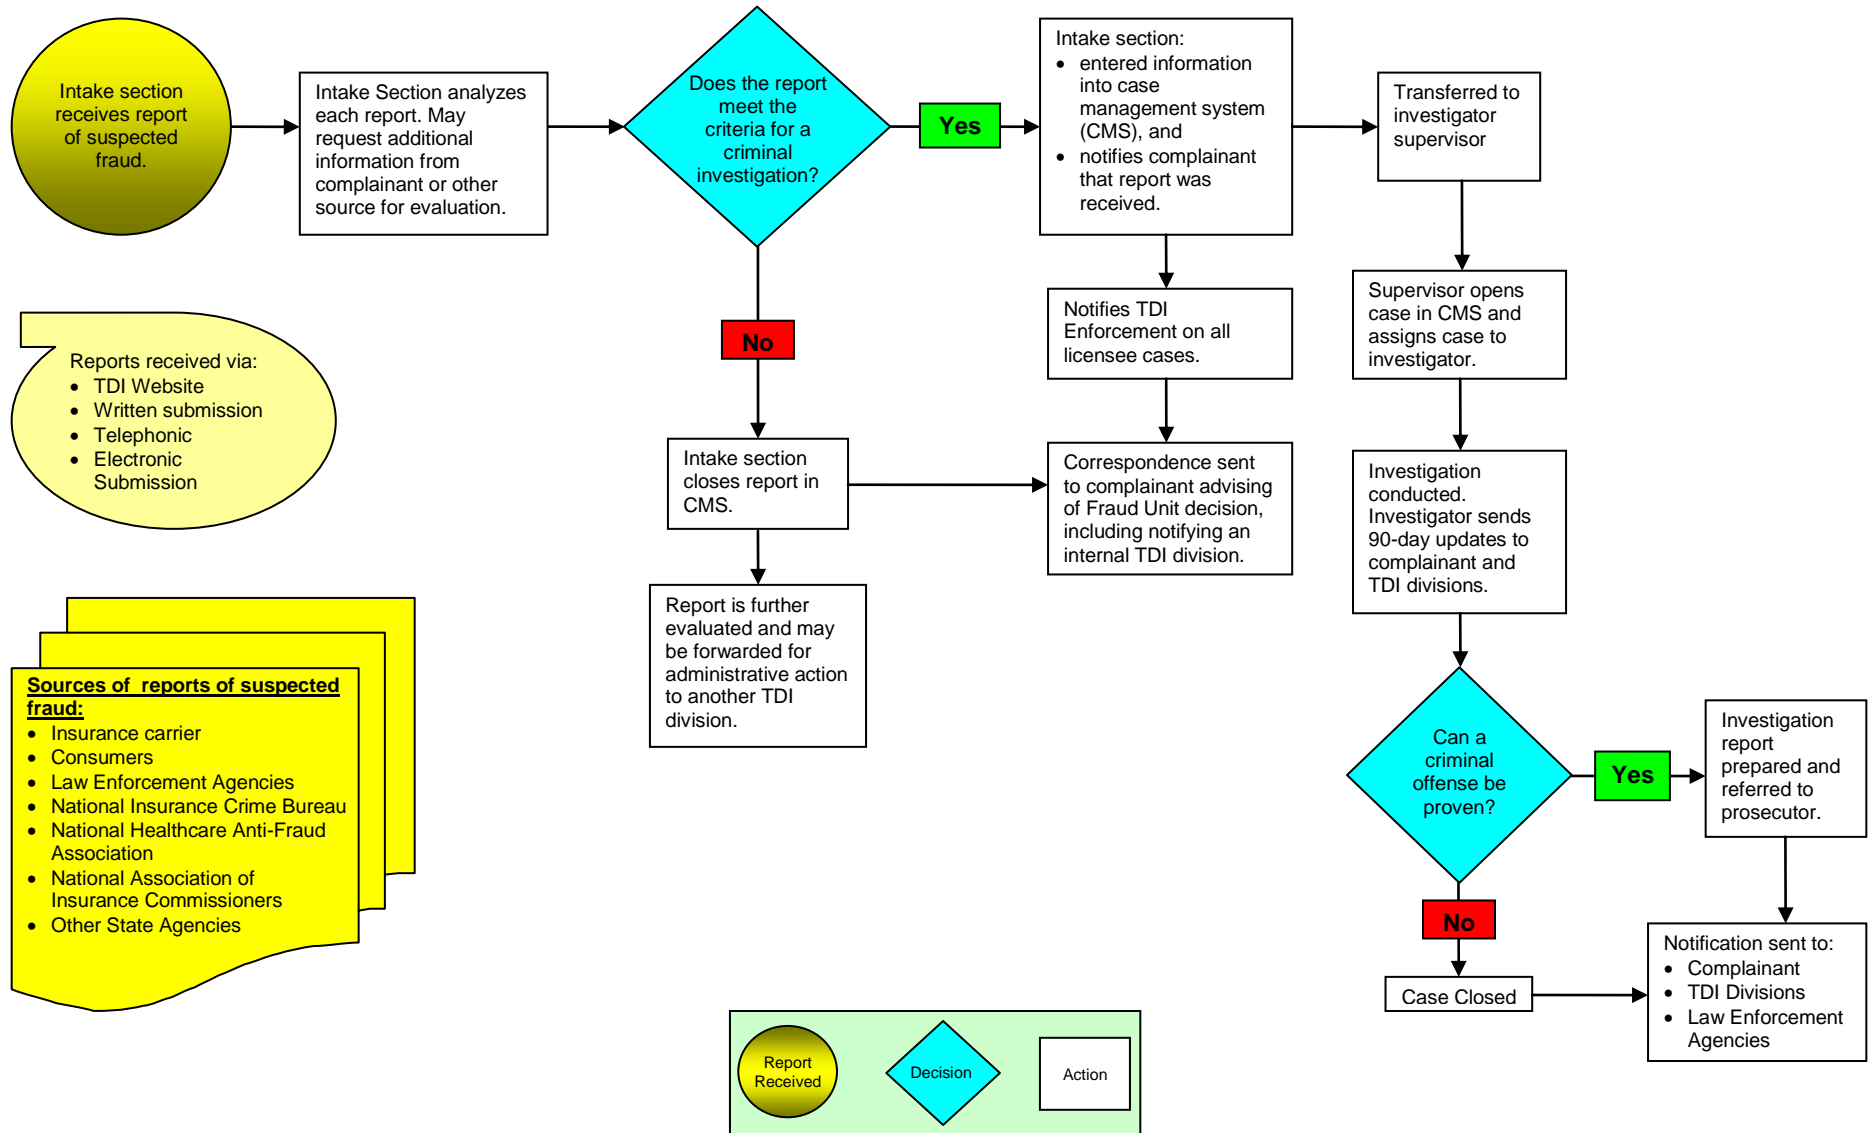 Intake section
receives report
of suspected
fraud.
Intake Section analyzes
each report. May
request additional
information from
complainant or other
source for evaluation.
Does the report
meet the
criteria for a
criminal
investigation?
Yes
Intake section:
• entered information
into case
management system
(CMS), and
• notifies complainant
that report was
received.
Transferred to
investigator
supervisor
No
Notifies TDI
Enforcement on all
licensee cases.
Supervisor opens
case in CMS and
assigns case to
investigator.
Reports received via:
• TDI Website
• Written submission
• Telephonic
• Electronic
Submission
Intake section
closes report in
CMS.
Correspondence sent
to complainant advising
of Fraud Unit decision,
including notifying an
internal TDI division.
Investigation
conducted.
Investigator sends
90-day updates to
complainant and
TDI divisions.
Report is further
evaluated and may
be forwarded for
administrative action
to another TDI
division.
Sources of reports of suspected
fraud:
• Insurance carrier
• Consumers
• Law Enforcement Agencies
• National Insurance Crime Bureau
• National Healthcare Anti-Fraud
Association
• National Association of
Insurance Commissioners
• Other State Agencies
Can a
criminal
offense be
proven?
Yes
Investigation
report
prepared and
referred to
prosecutor.
No
Case Closed
Notification sent to:
• Complainant
• TDI Divisions
• Law Enforcement
Agencies
Report
Received
Decision
Action